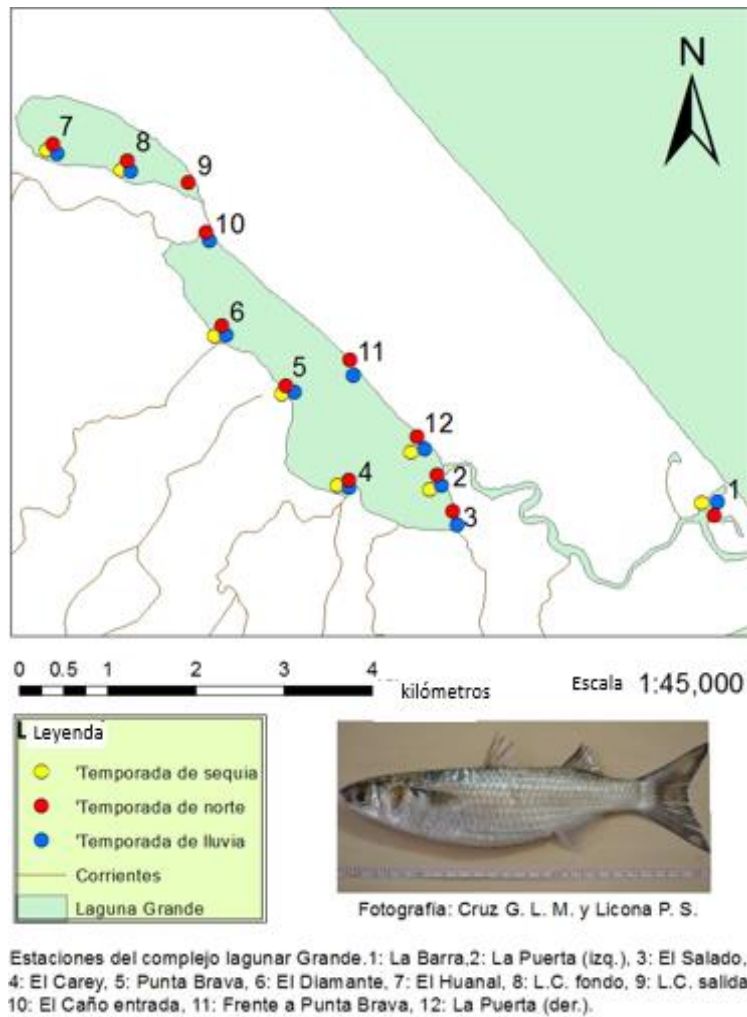 N
7
8
9
10
6
11
5
12
4
2
3
1
0 0.5 1 2 3 4
kilómetros
Escala 1:45,000
L Leyenda
'Temporada de sequia
'Temporada de norte
'Temporada de lluvia
Corrientes
Laguna Grande
Fotografía: Cruz G. L. M. y Licona P. S.
Estaciones del complejo lagunar Grande.1: La Barra,2: La Puerta (izq.), 3: El Salado,
4: El Carey, 5: Punta Brava, 6: El Diamante, 7: El Huanal, 8: L.C. fondo, 9: L.C. salida
10: El Caño entrada, 11: Frente a Punta Brava, 12: La Puerta (der.).